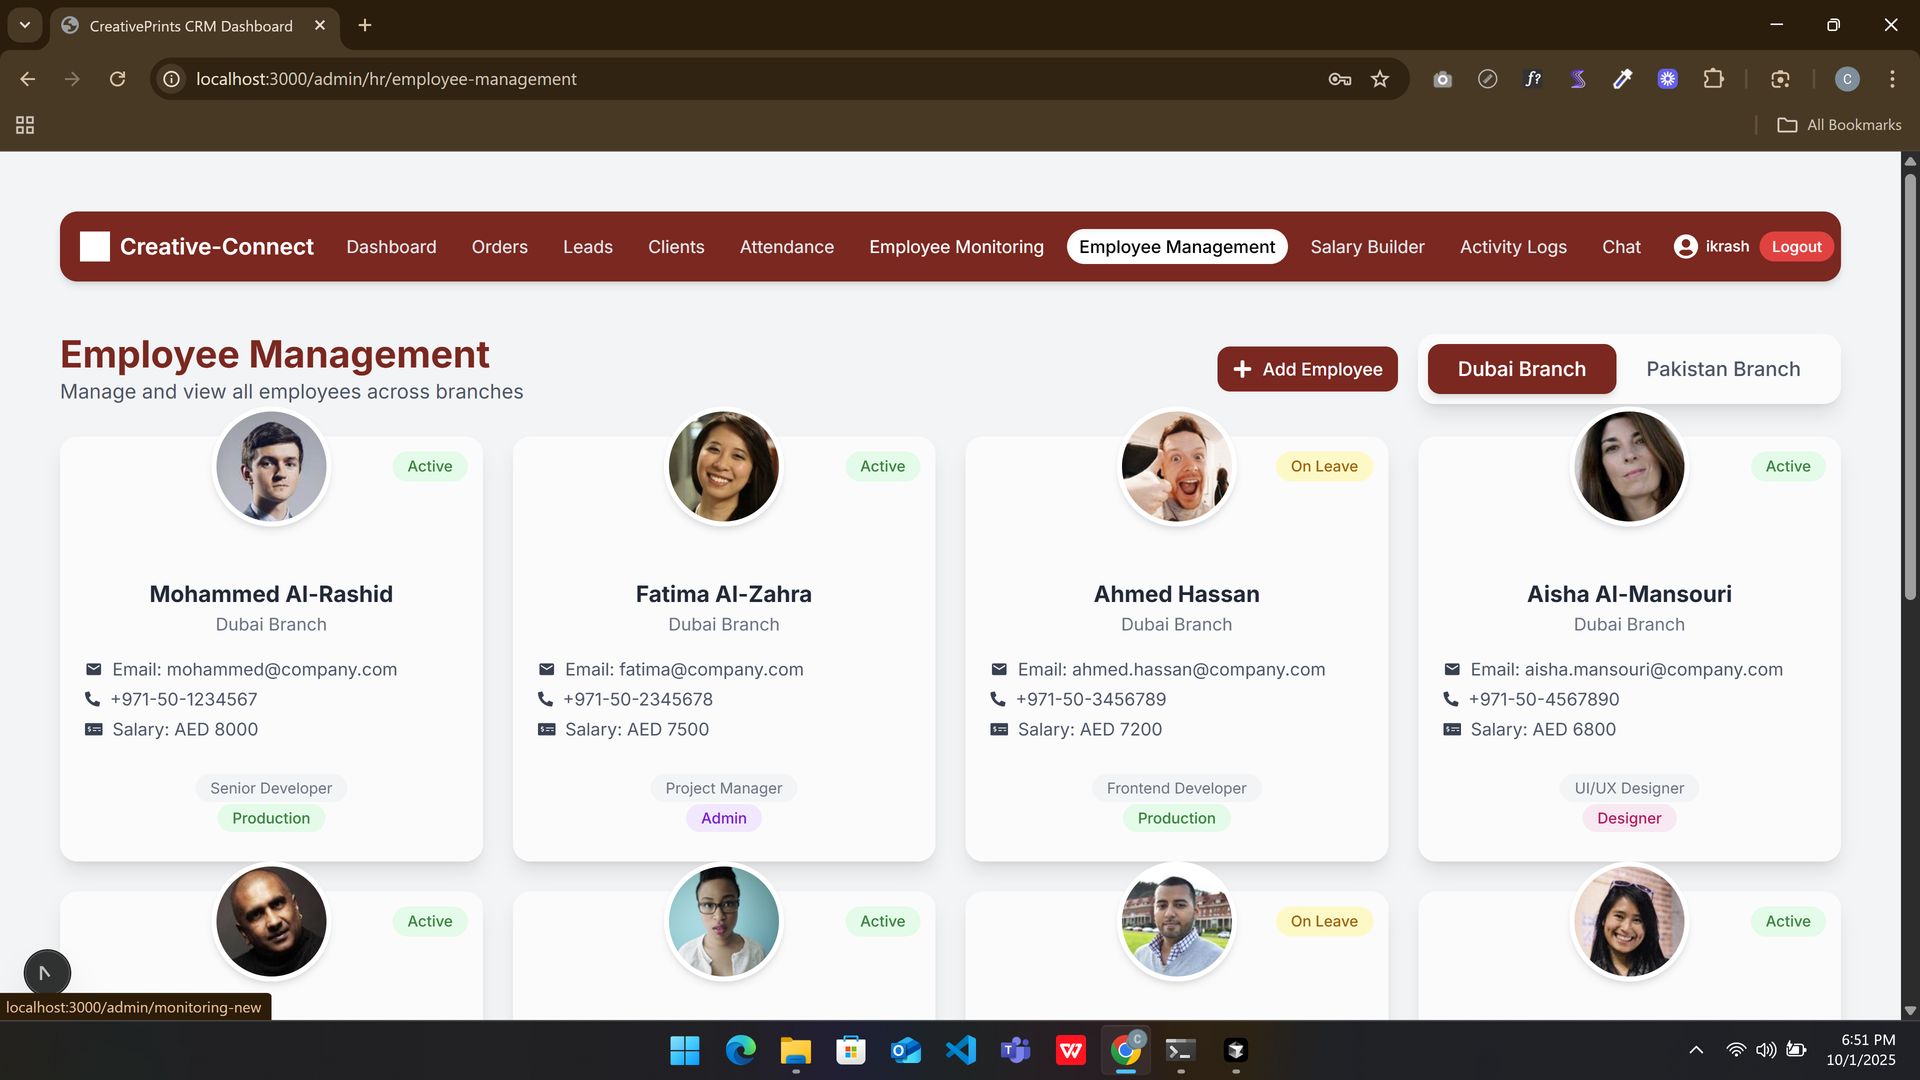 CreativePrints CRM Dashboard
localhost:3000/admin/hr/employee-management
f?
C
All Bookmarks
Creative-Connect Dashboard Orders Leads Clients Attendance Employee Monitoring Employee Management Salary Builder Activity Logs Chat ikrash Logout
Employee Management
Manage and view all employees across branches
Add Employee
Dubai Branch Pakistan Branch
Active
Mohammed Al-Rashid
Dubai Branch
Email: mohammed@company.com
+971-50-1234567
Salary: AED 8000
Senior Developer
Production
Active
Fatima Al-Zahra
Dubai Branch
Email: fatima@company.com
+971-50-2345678
Salary: AED 7500
Project Manager
Admin
On Leave
Ahmed Hassan
Dubai Branch
Email: ahmed.hassan@company.com
+971-50-3456789
Salary: AED 7200
Frontend Developer
Production
Active
Aisha Al-Mansouri
Dubai Branch
Email: aisha.mansouri@company.com
+971-50-4567890
Salary: AED 6800
UI/UX Designer
Designer
Active
Active
On Leave
Active
localhost:3000/admin/monitoring-new
C
6:51 PM
10/1/2025